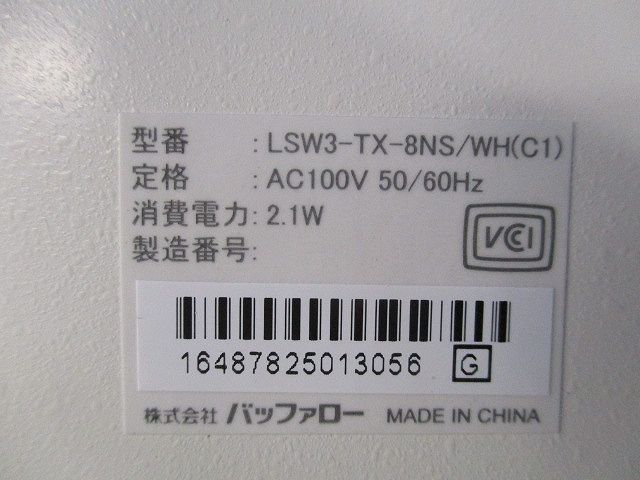 型番 : LSW3-TX-8NS/WH(C1)
定格 : AC100V 50/60Hz
消費電力: 2.1W
製造番号:
VCCI
16487825013056 G
株式会社 バッファロー MADE IN CHINA